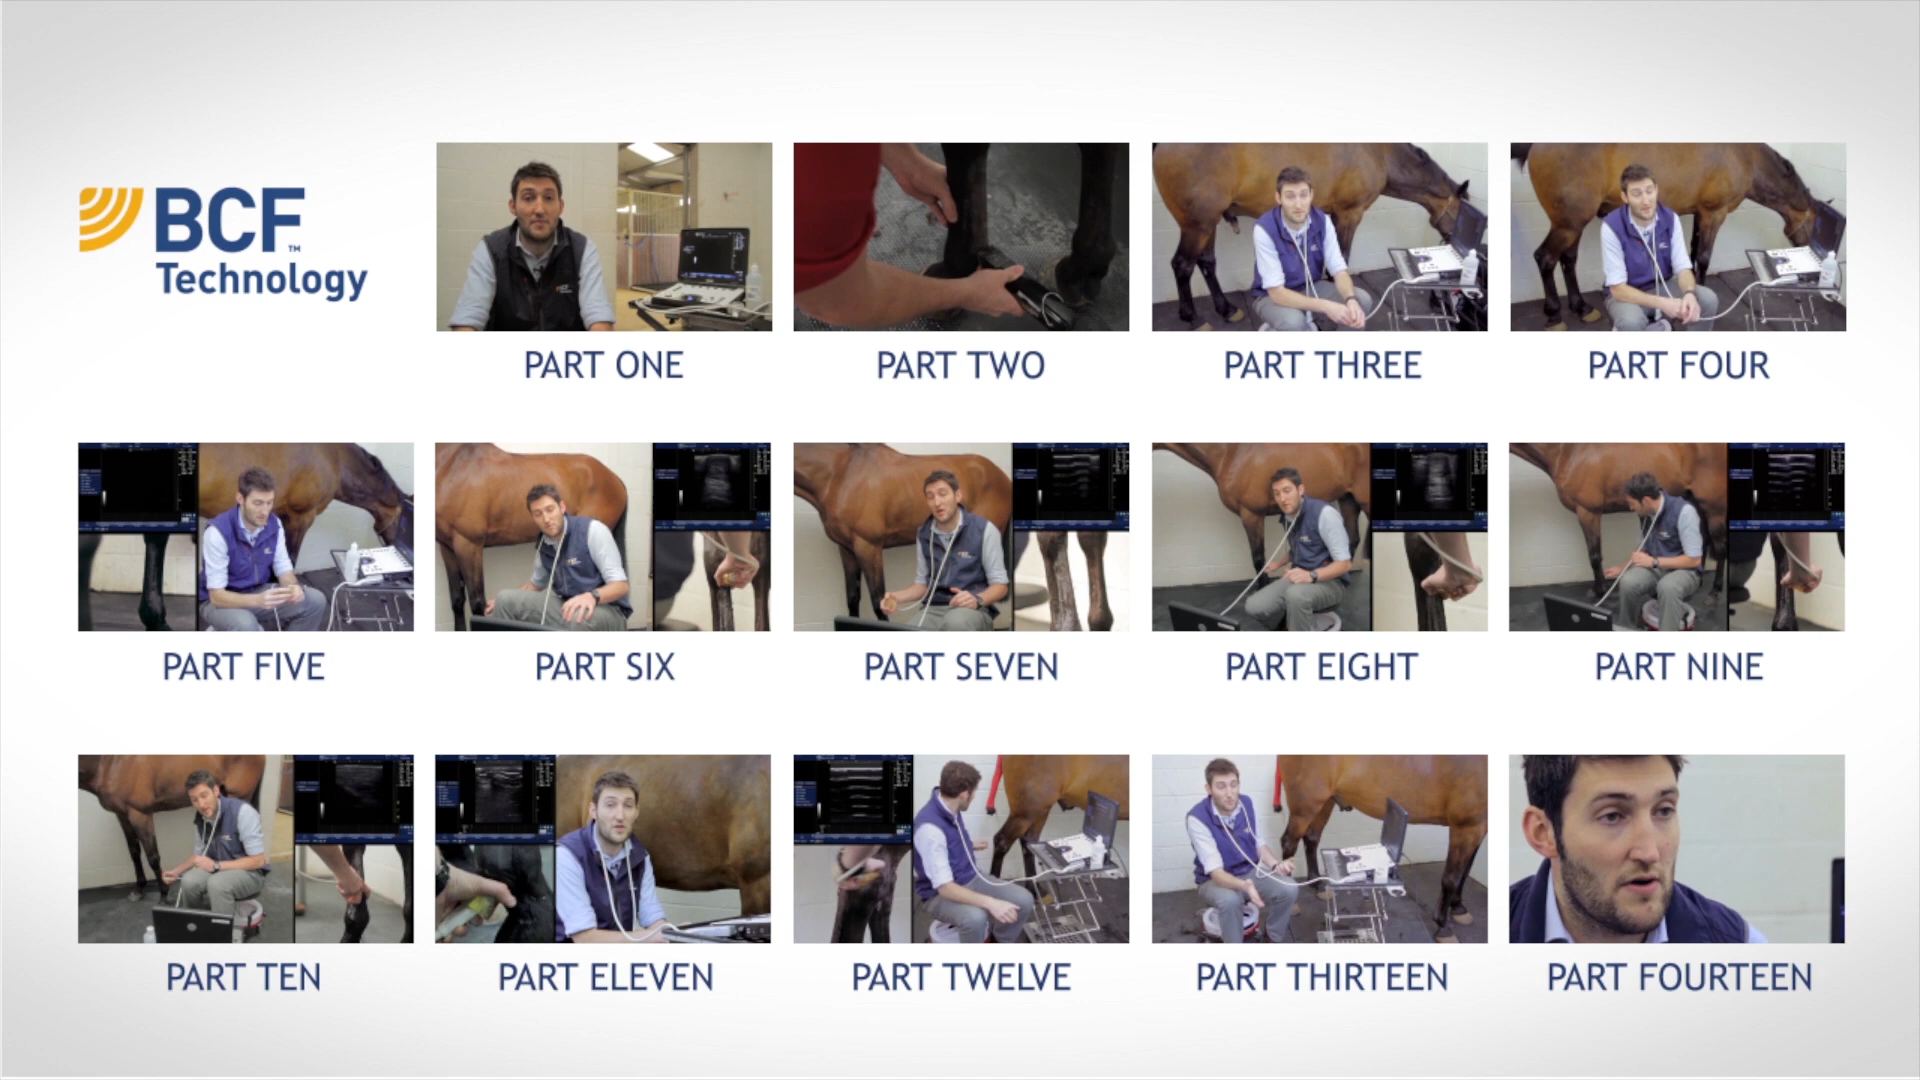 BCF™
Technology
PART ONE
PART TWO
PART THREE
PART FOUR
PART FIVE
PART SIX
PART SEVEN
PART EIGHT
PART NINE
PART TEN
PART ELEVEN
PART TWELVE
PART THIRTEEN
PART FOURTEEN